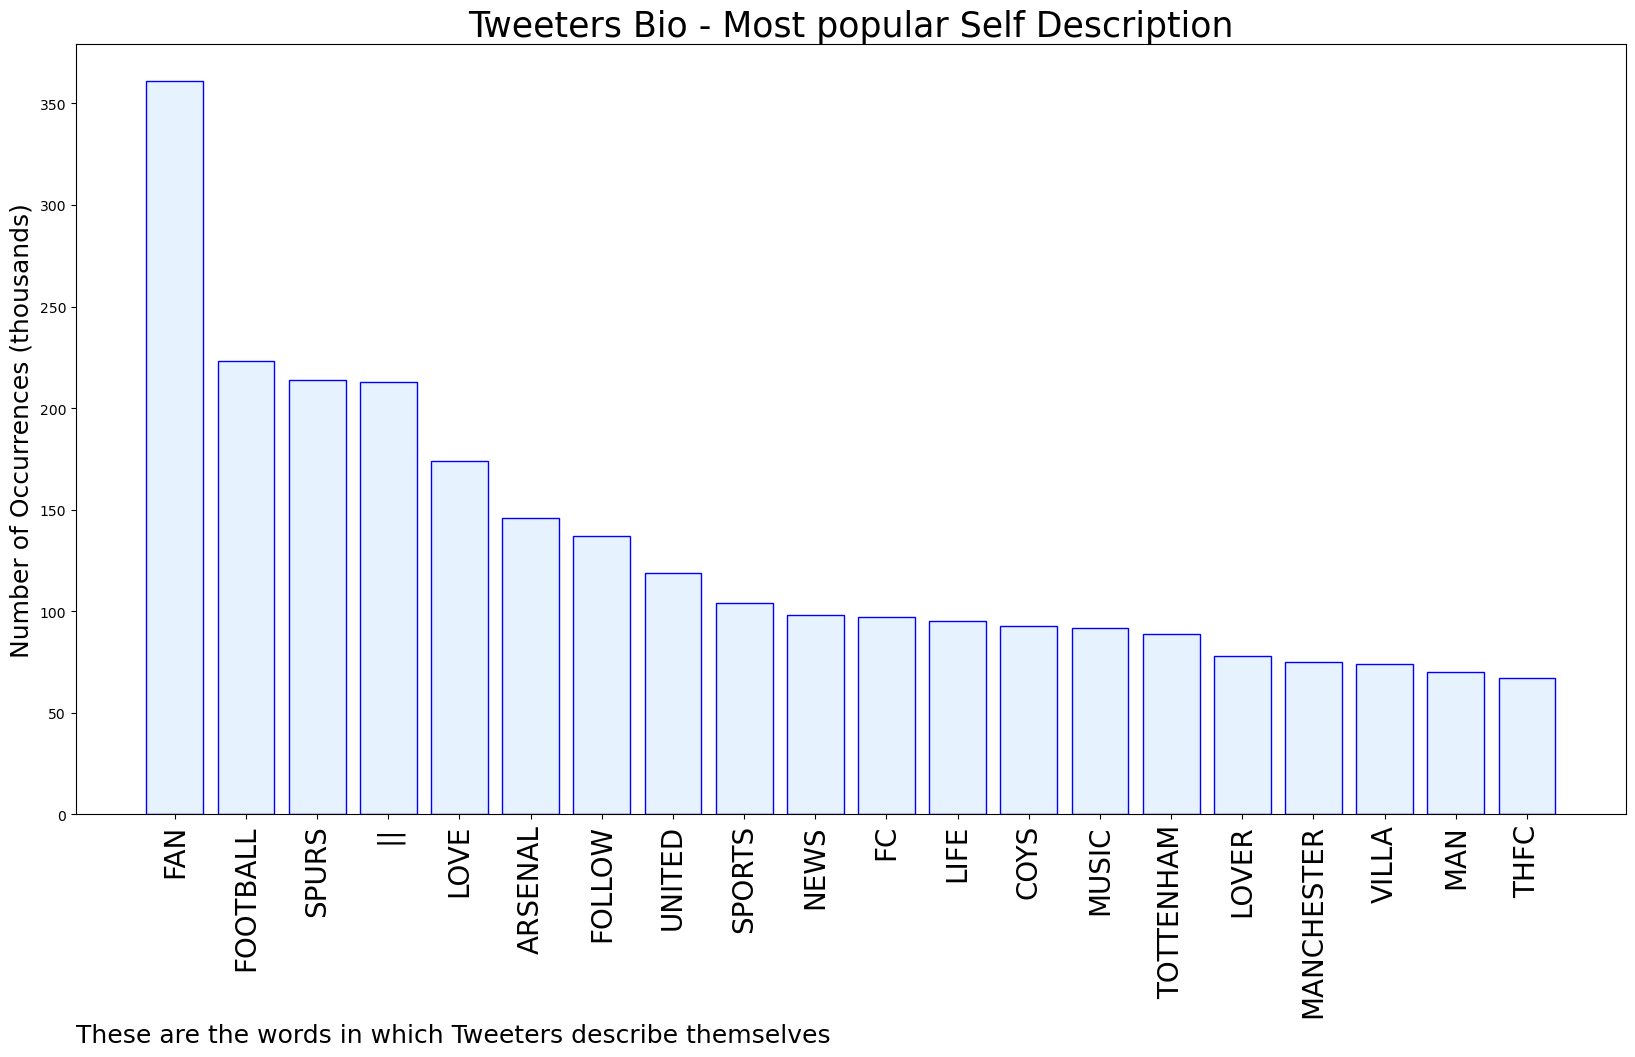 Tweeters Bio - Most popular Self Description
Number of Occurrences (thousands)
350
300
250
200
150
100
50
0
FAN
FOOTBALL
SPURS
||
LOVE
ARSENAL
FOLLOW
UNITED
SPORTS
NEWS
FC
LIFE
COYS
MUSIC
TOTTENHAM
LOVER
MANCHESTER
VILLA
MAN
THFC
These are the words in which Tweeters describe themselves